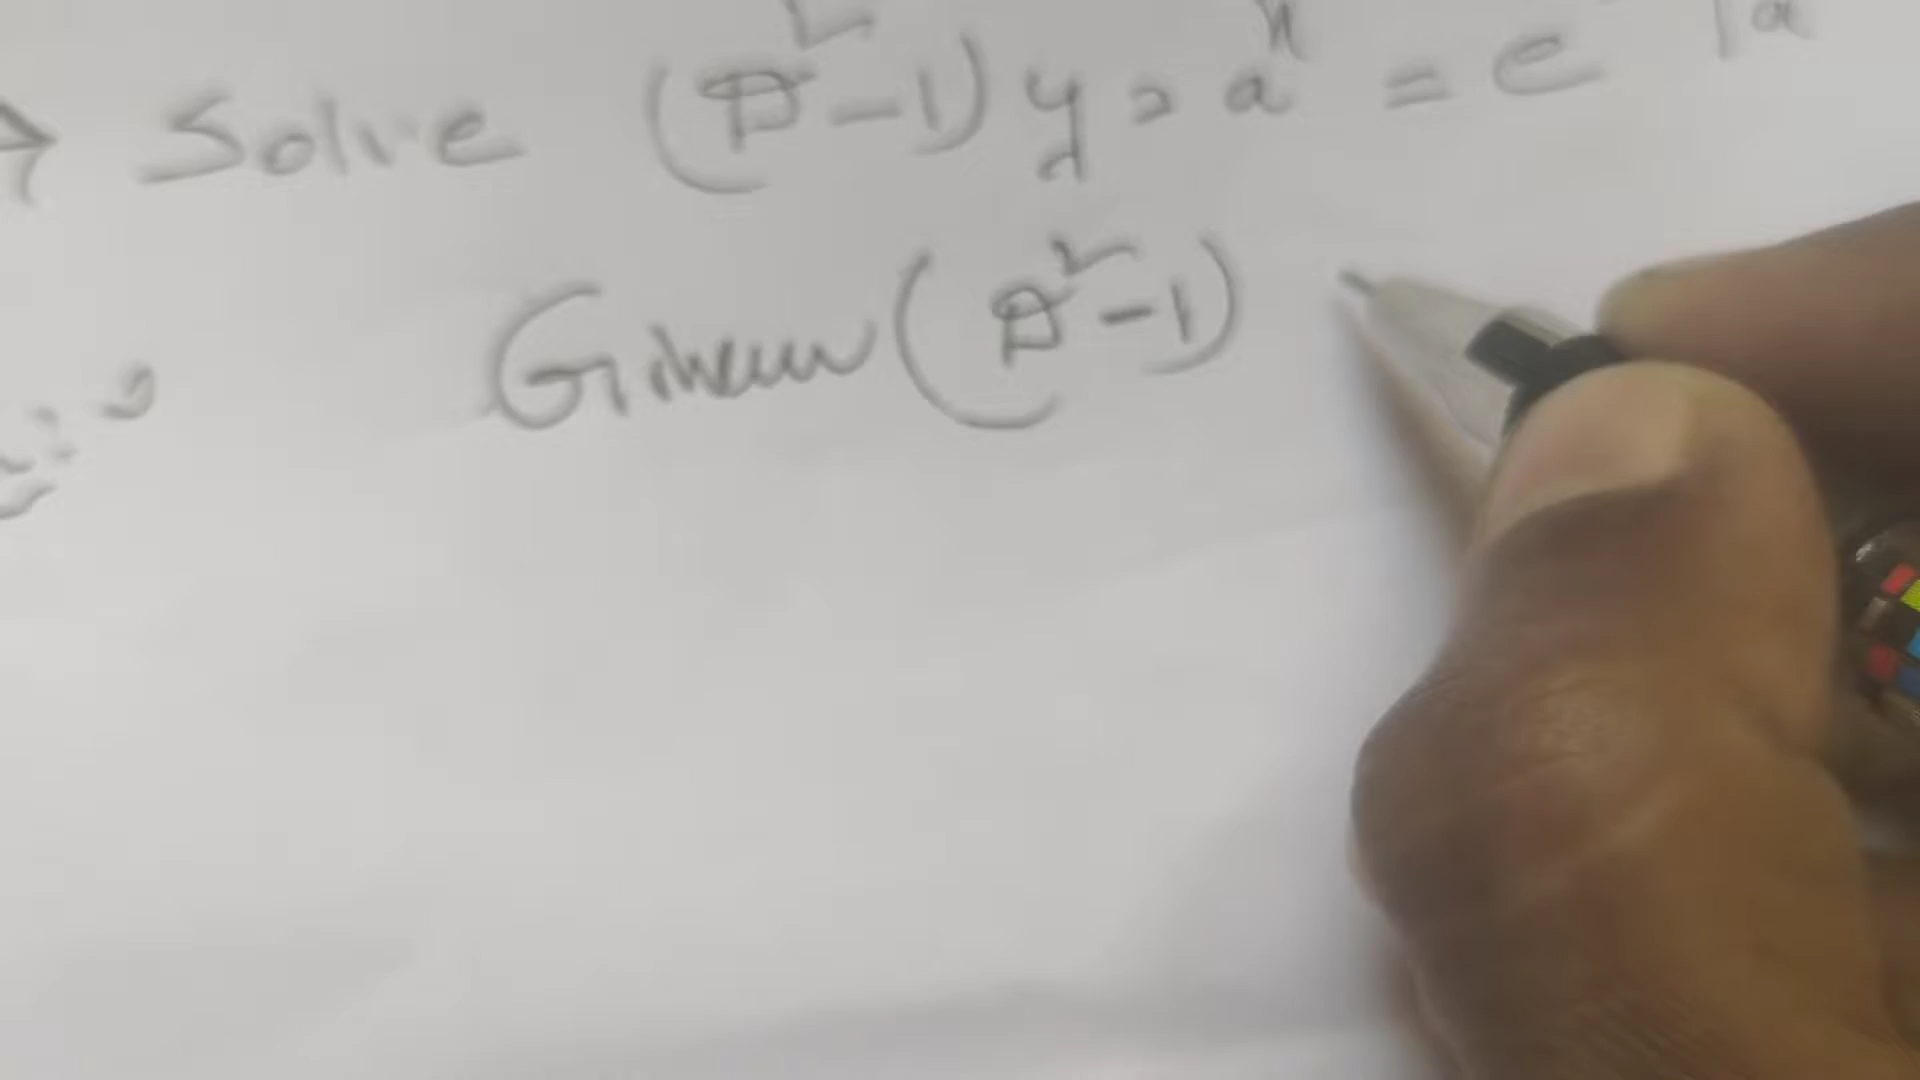 → Solve (D²-1)y = aˣ = e
Given (D²-1)